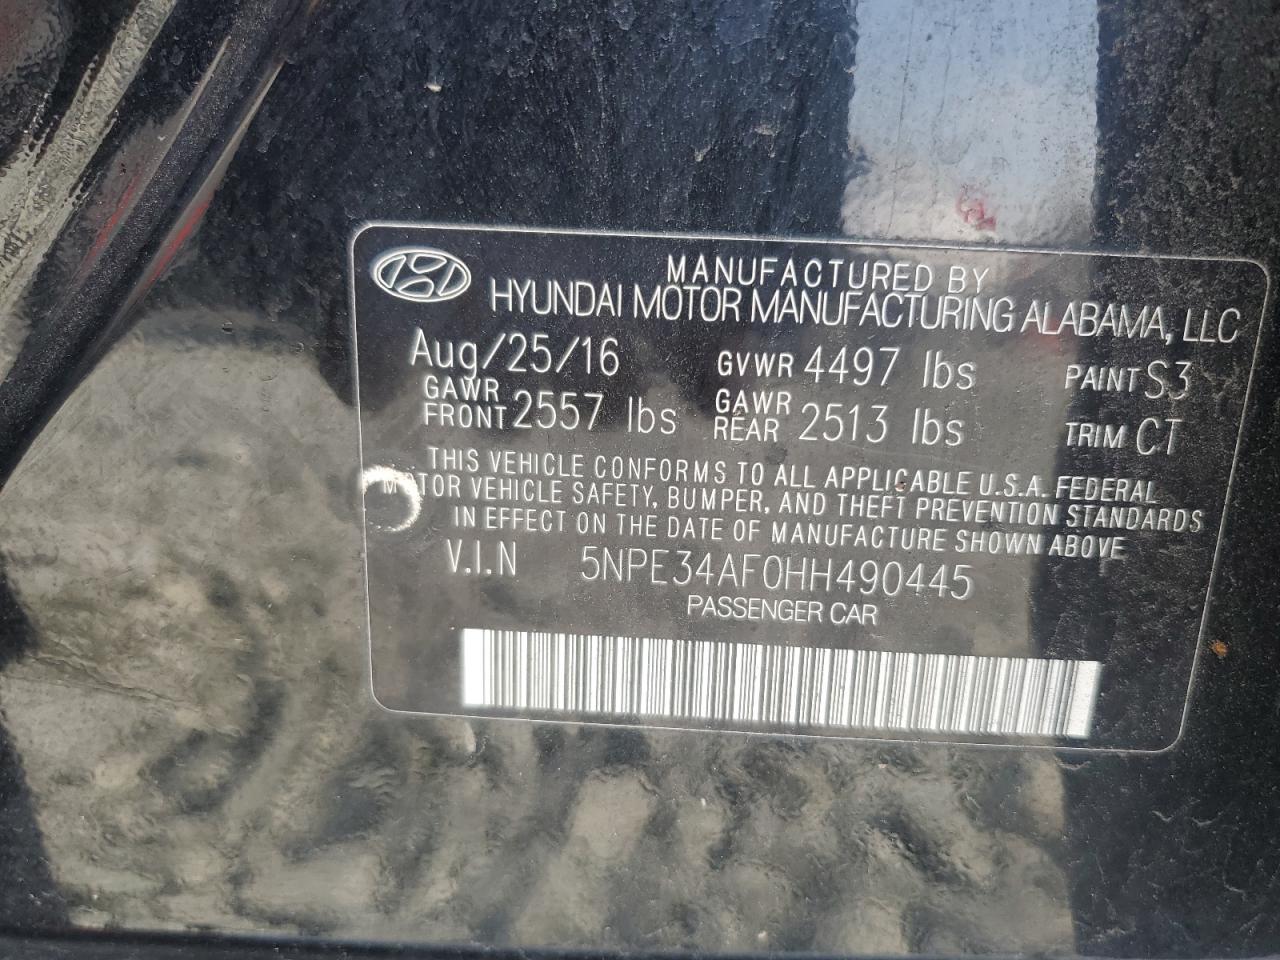 MANUFACTURED BY
HYUNDAI MOTOR MANUFACTURING ALABAMA, LLC
Aug/25/16 GVWR 4497 lbs PAINT S3
GAWR FRONT 2557 lbs GAWR REAR 2513 lbs TRIM CT
THIS VEHICLE CONFORMS TO ALL APPLICABLE U.S.A. FEDERAL
MOTOR VEHICLE SAFETY, BUMPER, AND THEFT PREVENTION STANDARDS
IN EFFECT ON THE DATE OF MANUFACTURE SHOWN ABOVE
V.I.N 5NPE34AF0HH490445
PASSENGER CAR